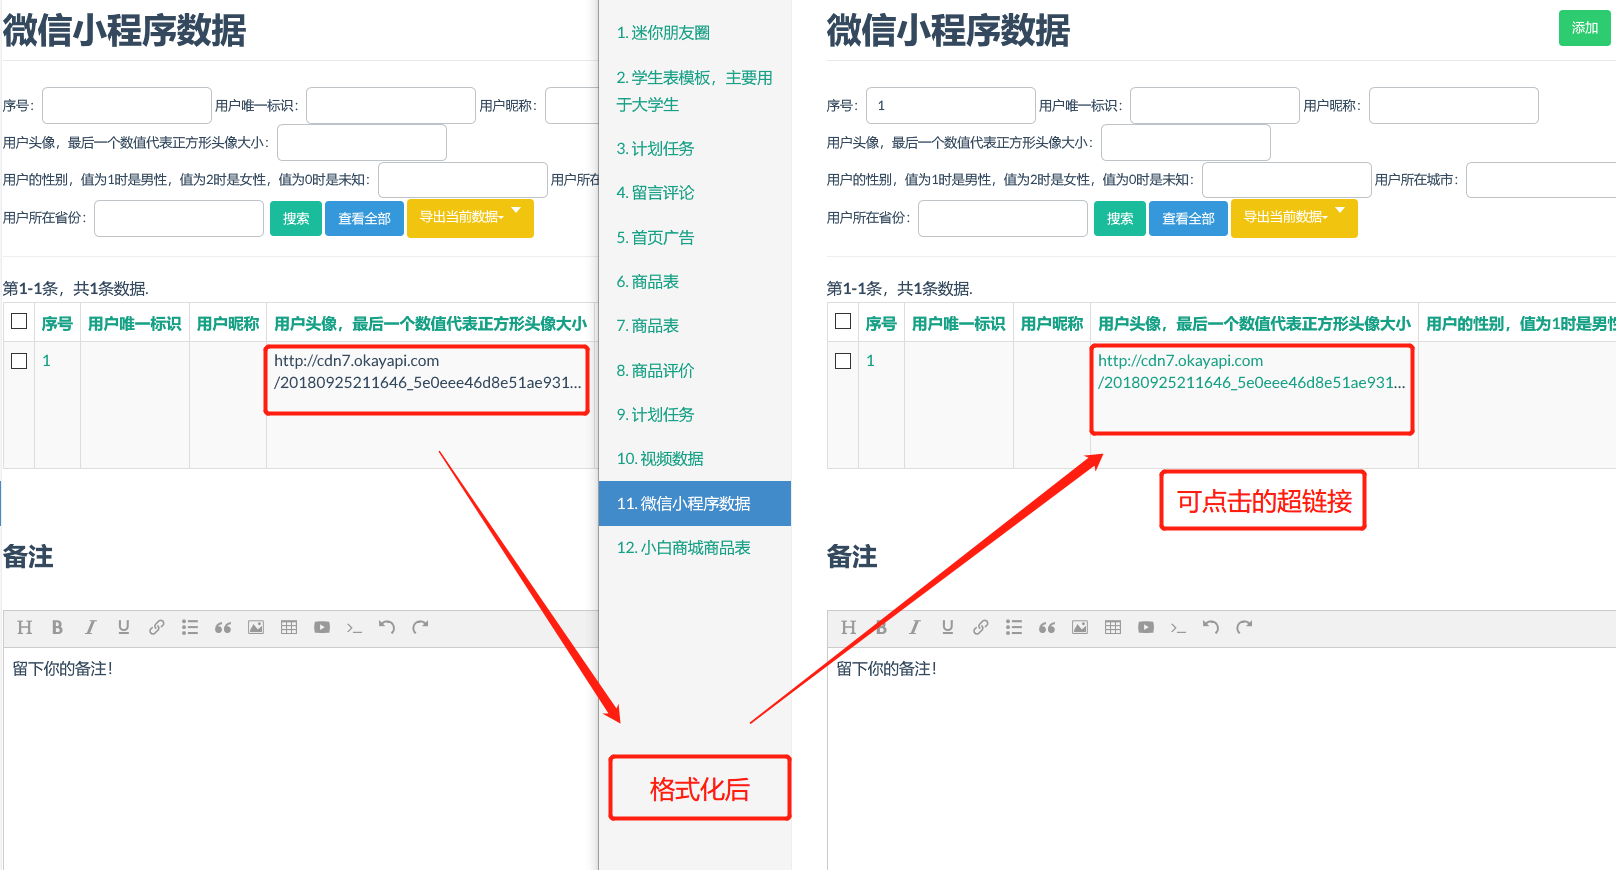 微信小程序数据
序号：
用户唯一标识：
用户昵称：
用户头像，最后一个数值代表正方形头像大小：
用户的性别，值为1时是男性，值为2时是女性，值为0时是未知：
用户所在
用户所在省份：
搜索
查看全部
导出当前数据
第1-1条，共1条数据.
序号
用户唯一标识
用户昵称
用户头像，最后一个数值代表正方形头像大小
1
http://cdn7.okayapi.com
/20180925211646_5e0eee46d8e51ae931...
备注
H B I U
留下你的备注！
1. 迷你朋友圈
2. 学生表模板，主要用
于大学生
3. 计划任务
4. 留言评论
5. 首页广告
6. 商品表
7. 商品表
8. 商品评价
9. 计划任务
10. 视频数据
11. 微信小程序数据
12. 小白商城商品表
格式化后
微信小程序数据
添加
序号：
1
用户唯一标识：
用户昵称：
用户头像，最后一个数值代表正方形头像大小：
用户的性别，值为1时是男性，值为2时是女性，值为0时是未知：
用户所在城市：
用户所在省份：
搜索
查看全部
导出当前数据
第1-1条，共1条数据.
序号
用户唯一标识
用户昵称
用户头像，最后一个数值代表正方形头像大小
用户的性别，值为1时是男性
1
http://cdn7.okayapi.com
/20180925211646_5e0eee46d8e51ae931...
可点击的超链接
备注
H B I U
留下你的备注！